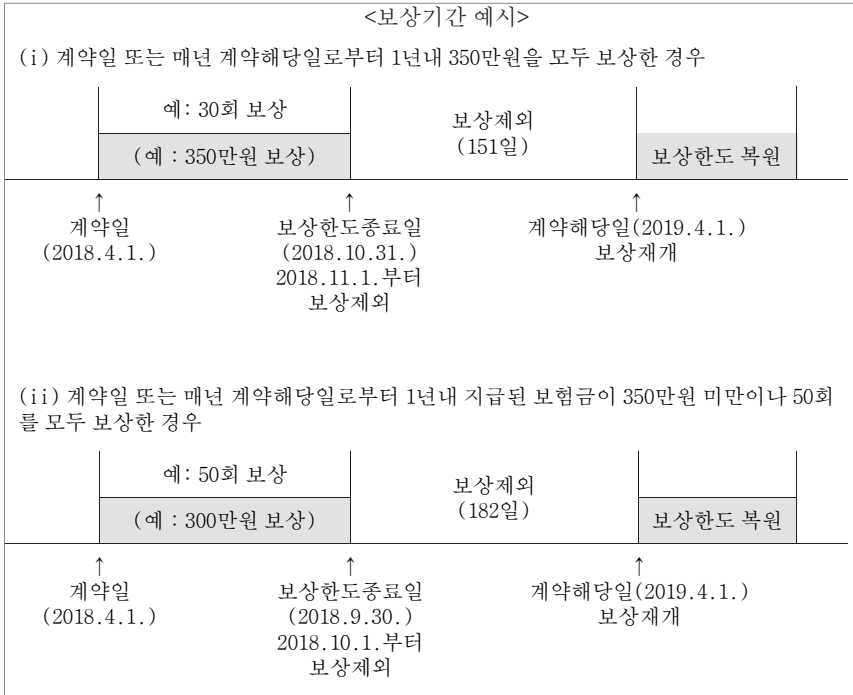 <보상기간 예시>
(i) 계약일 또는 매년 계약해당일로부터 1년내 350만원을 모두 보상한 경우
예: 30회 보상
(예 : 350만원 보상)
보상제외
(151일)
보상한도 복원
↑
계약일
(2018.4.1.)
↑
보상한도종료일
(2018.10.31.)
2018.11.1.부터
보상제외
↑
계약해당일(2019.4.1.)
보상재개
(ii) 계약일 또는 매년 계약해당일로부터 1년내 지급된 보험금이 350만원 미만이나 50회
를 모두 보상한 경우
예: 50회 보상
(예 : 300만원 보상)
보상제외
(182일)
보상한도 복원
↑
계약일
(2018.4.1.)
↑
보상한도종료일
(2018.9.30.)
2018.10.1.부터
보상제외
↑
계약해당일(2019.4.1.)
보상재개